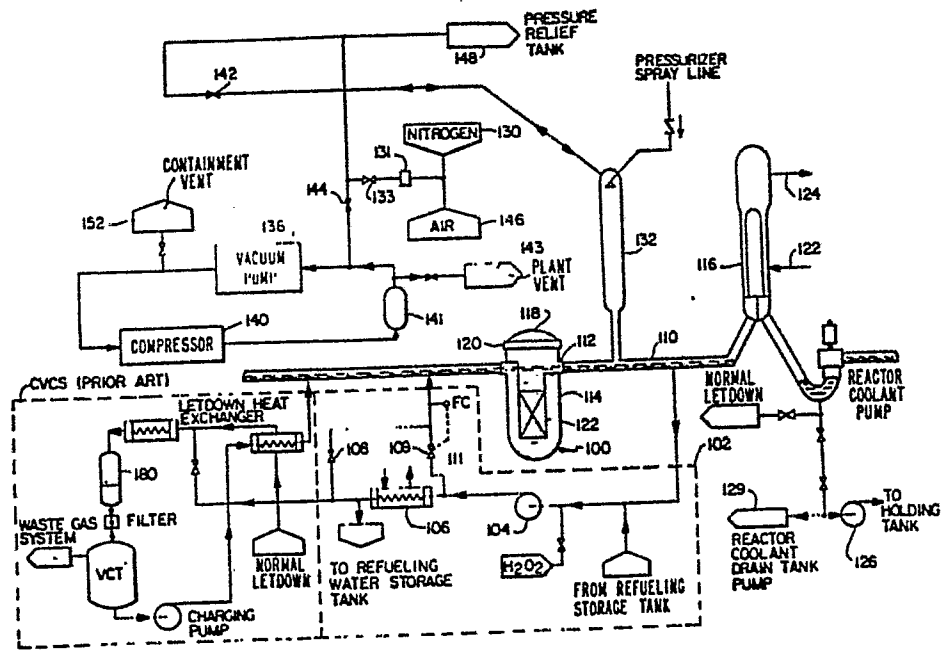 PRESSURE
RELIEF
TANK
148
142
PRESSURIZER
SPRAY LINE
NITROGEN
130
131
133
144
CONTAINMENT
VENT
152
AIR
146
124
136
VACUUM
PUMP
143
PLANT
VENT
132
116
122
140
COMPRESSOR
141
118
120
112
110
CVCS (PRIOR ART)
LETDOWN HEAT
EXCHANGER
FC
114
NORMAL
LETDOWN
REACTOR
COOLANT
PUMP
108
109
111
122
100
102
180
106
104
129
TO
HOLDING
TANK
WASTE GAS
SYSTEM
FILTER
VCT
NORMAL
LETDOWN
TO REFUELING
WATER STORAGE
TANK
H2O2
FROM REFUELING
STORAGE TANK
REACTOR
COOLANT
DRAIN TANK
PUMP
126
CHARGING
PUMP